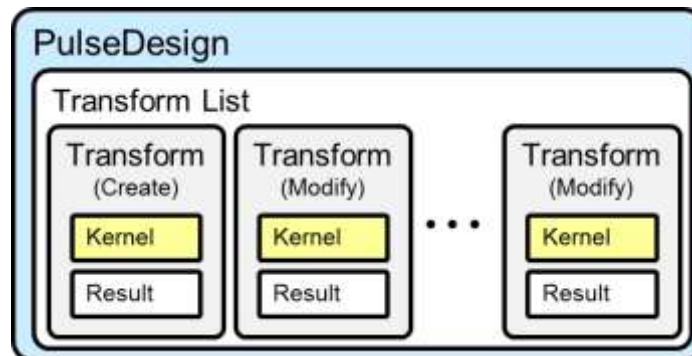 PulseDesign
Transform List
Transform
(Create)
Kernel
Result
Transform
(Modify)
Kernel
Result
• • •
Transform
(Modify)
Kernel
Result